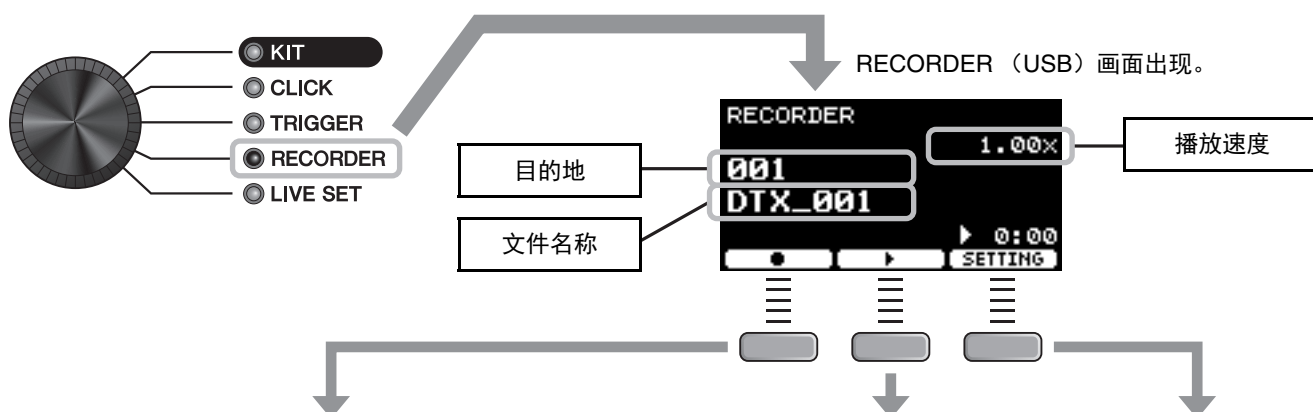 KIT
CLICK
TRIGGER
RECORDER
LIVE SET
RECORDER （USB）画面出现。
RECORDER
1.00×
001
DTX_001
0:00
SETTING
目的地
文件名称
播放速度